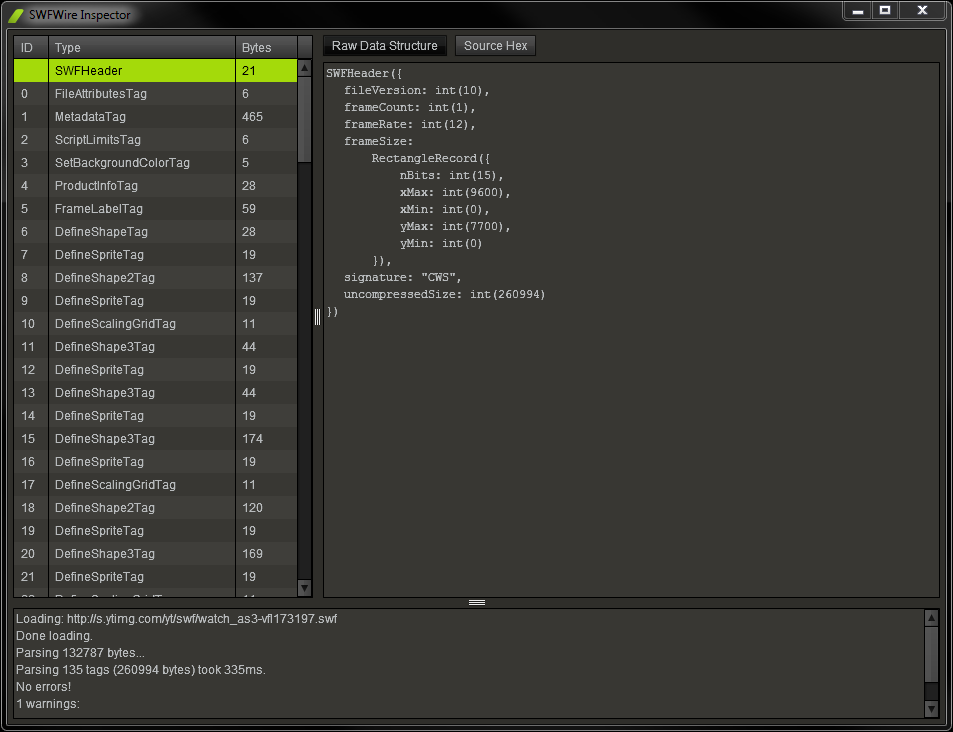 SWFWire Inspector
ID Type Bytes
SWFHeader 21
0 FileAttributesTag 6
1 MetadataTag 465
2 ScriptLimitsTag 6
3 SetBackgroundColorTag 5
4 ProductInfoTag 28
5 FrameLabelTag 59
6 DefineShapeTag 28
7 DefineSpriteTag 19
8 DefineShape2Tag 137
9 DefineSpriteTag 19
10 DefineScalingGridTag 11
11 DefineShape3Tag 44
12 DefineSpriteTag 19
13 DefineShape3Tag 44
14 DefineSpriteTag 19
15 DefineShape3Tag 174
16 DefineSpriteTag 19
17 DefineScalingGridTag 11
18 DefineShape2Tag 120
19 DefineSpriteTag 19
20 DefineShape3Tag 169
21 DefineSpriteTag 19
Raw Data Structure Source Hex
SWFHeader({
fileVersion: int(10),
frameCount: int(1),
frameRate: int(12),
frameSize:
RectangleRecord({
nBits: int(15),
xMax: int(9600),
xMin: int(0),
yMax: int(7700),
yMin: int(0)
}),
signature: "CWS",
uncompressedSize: int(260994)
})
Loading: http://s.ytimg.com/yt/swf/watch_as3-vfl173197.swf
Done loading.
Parsing 132787 bytes...
Parsing 135 tags (260994 bytes) took 335ms.
No errors!
1 warnings: